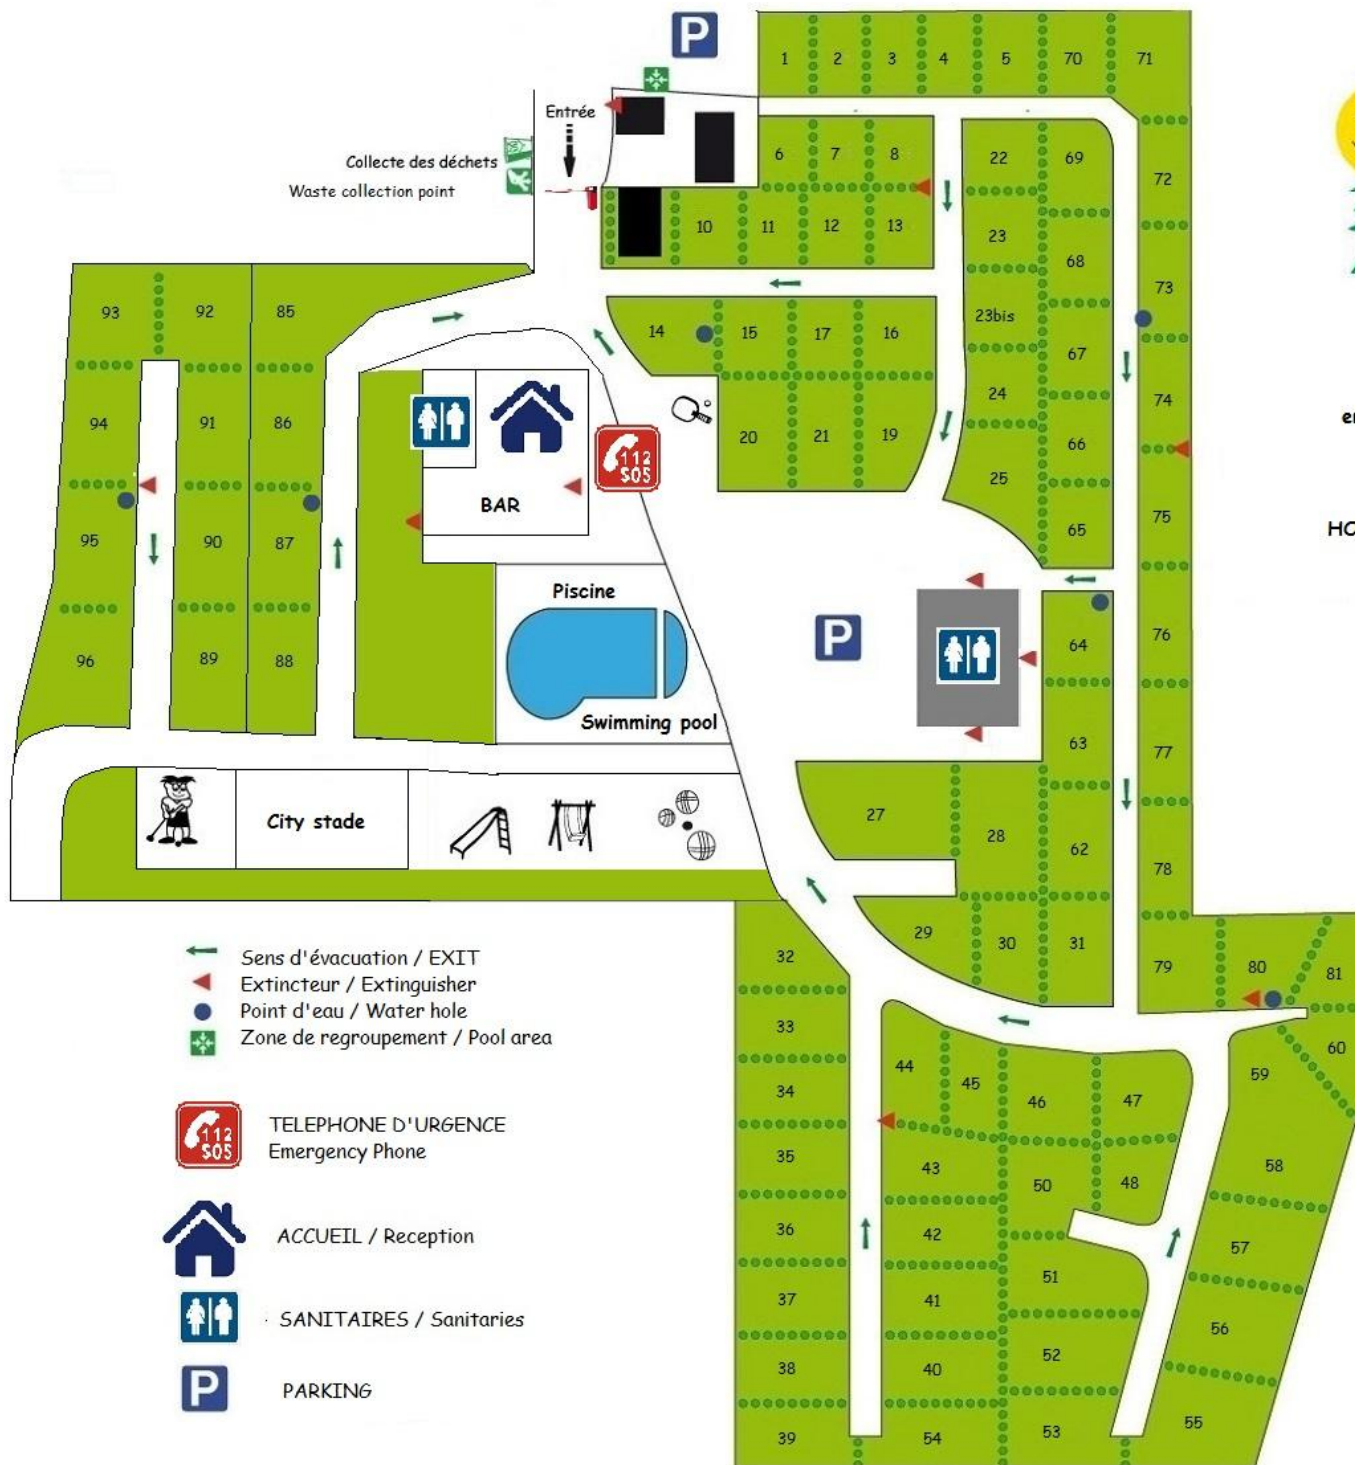 P
1 2 3 4 5 70 71
Entrée
Collecte des déchets
Waste collection point
6 7 8 22 69
72
10 11 12 13 23 68
73
93 92 85
14 15 17 16 23bis 67
94 91 86
20 21 19 24 66 74
112
SOS
BAR
25 65 75
95 90 87
Piscine
Swimming pool
P
64 76
96 89 88
63 77
City stade
27 28 62 78
29 30 31
32 79 80 81
33 44 45 46 47 59 60
34
35 43 50 48 58
36 42 51 57
37 41 52 56
38 40
39 54 53 55
Sens d'évacuation / EXIT
Extincteur / Extinguisher
Point d'eau / Water hole
Zone de regroupement / Pool area
112
SOS
TELEPHONE D'URGENCE
Emergency Phone
ACCUEIL / Reception
SANITAIRES / Sanitaries
P
PARKING